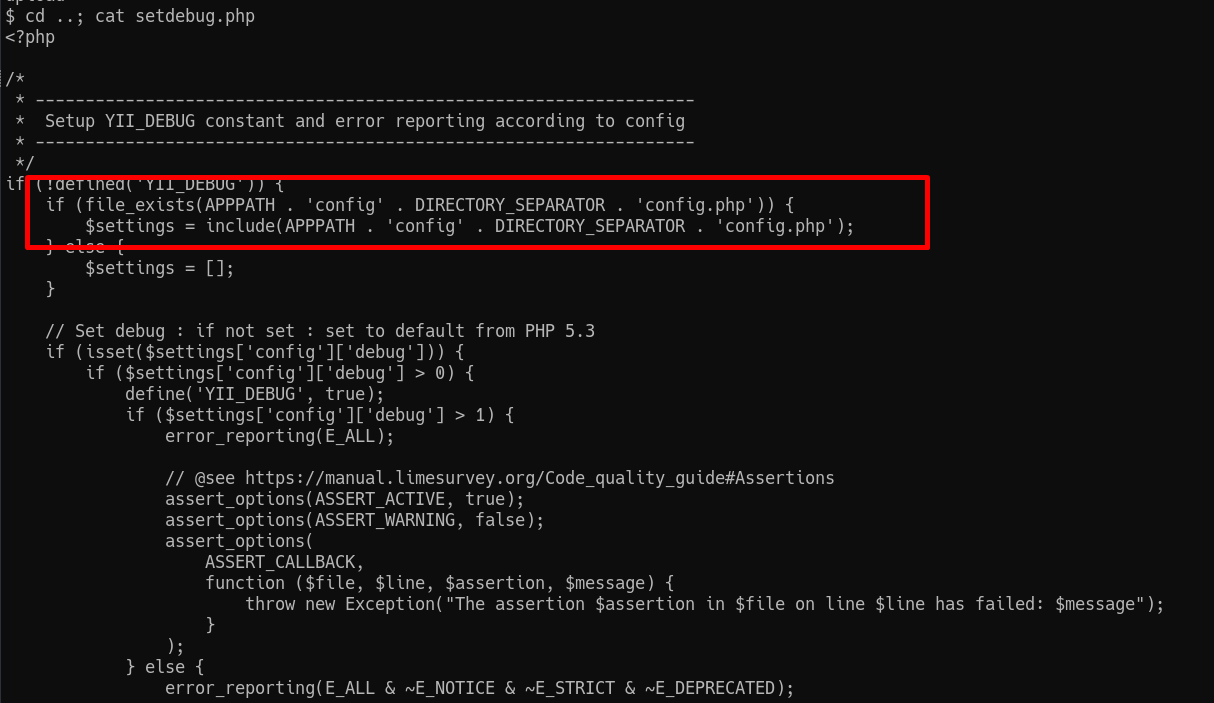 upload
$ cd ..; cat setdebug.php
<?php
/*
 * ------------------------------------------------------------------
 *  Setup YII_DEBUG constant and error reporting according to config
 * ------------------------------------------------------------------
 */
if (!defined('YII_DEBUG')) {
    if (file_exists(APPPATH . 'config' . DIRECTORY_SEPARATOR . 'config.php')) {
        $settings = include(APPPATH . 'config' . DIRECTORY_SEPARATOR . 'config.php');
    } else {
        $settings = [];
    }
    // Set debug : if not set : set to default from PHP 5.3
    if (isset($settings['config']['debug'])) {
        if ($settings['config']['debug'] > 0) {
            define('YII_DEBUG', true);
            if ($settings['config']['debug'] > 1) {
                error_reporting(E_ALL);
                // @see https://manual.limesurvey.org/Code_quality_guide#Assertions
                assert_options(ASSERT_ACTIVE, true);
                assert_options(ASSERT_WARNING, false);
                assert_options(
                    ASSERT_CALLBACK,
                    function ($file, $line, $assertion, $message) {
                        throw new Exception("The assertion $assertion in $file on line $line has failed: $message");
                    }
                );
            } else {
                error_reporting(E_ALL & ~E_NOTICE & ~E_STRICT & ~E_DEPRECATED);